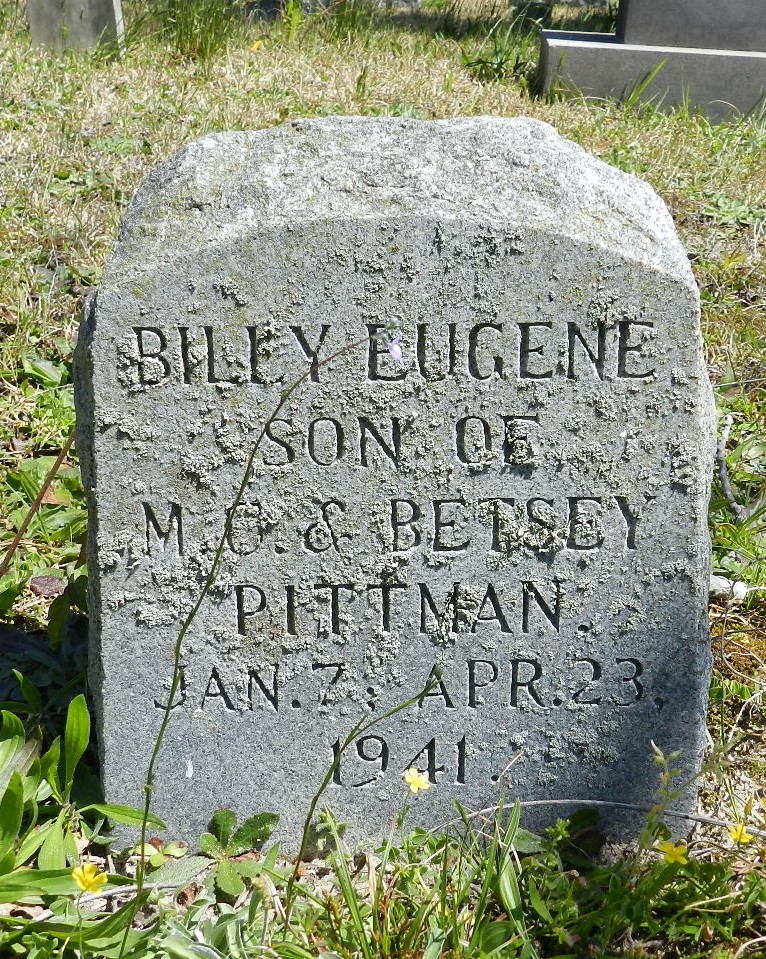 BILLY EUGENE
SON OF
M.C. & BETSEY
PITTMAN.
JAN. 7, APR. 23,
1941.